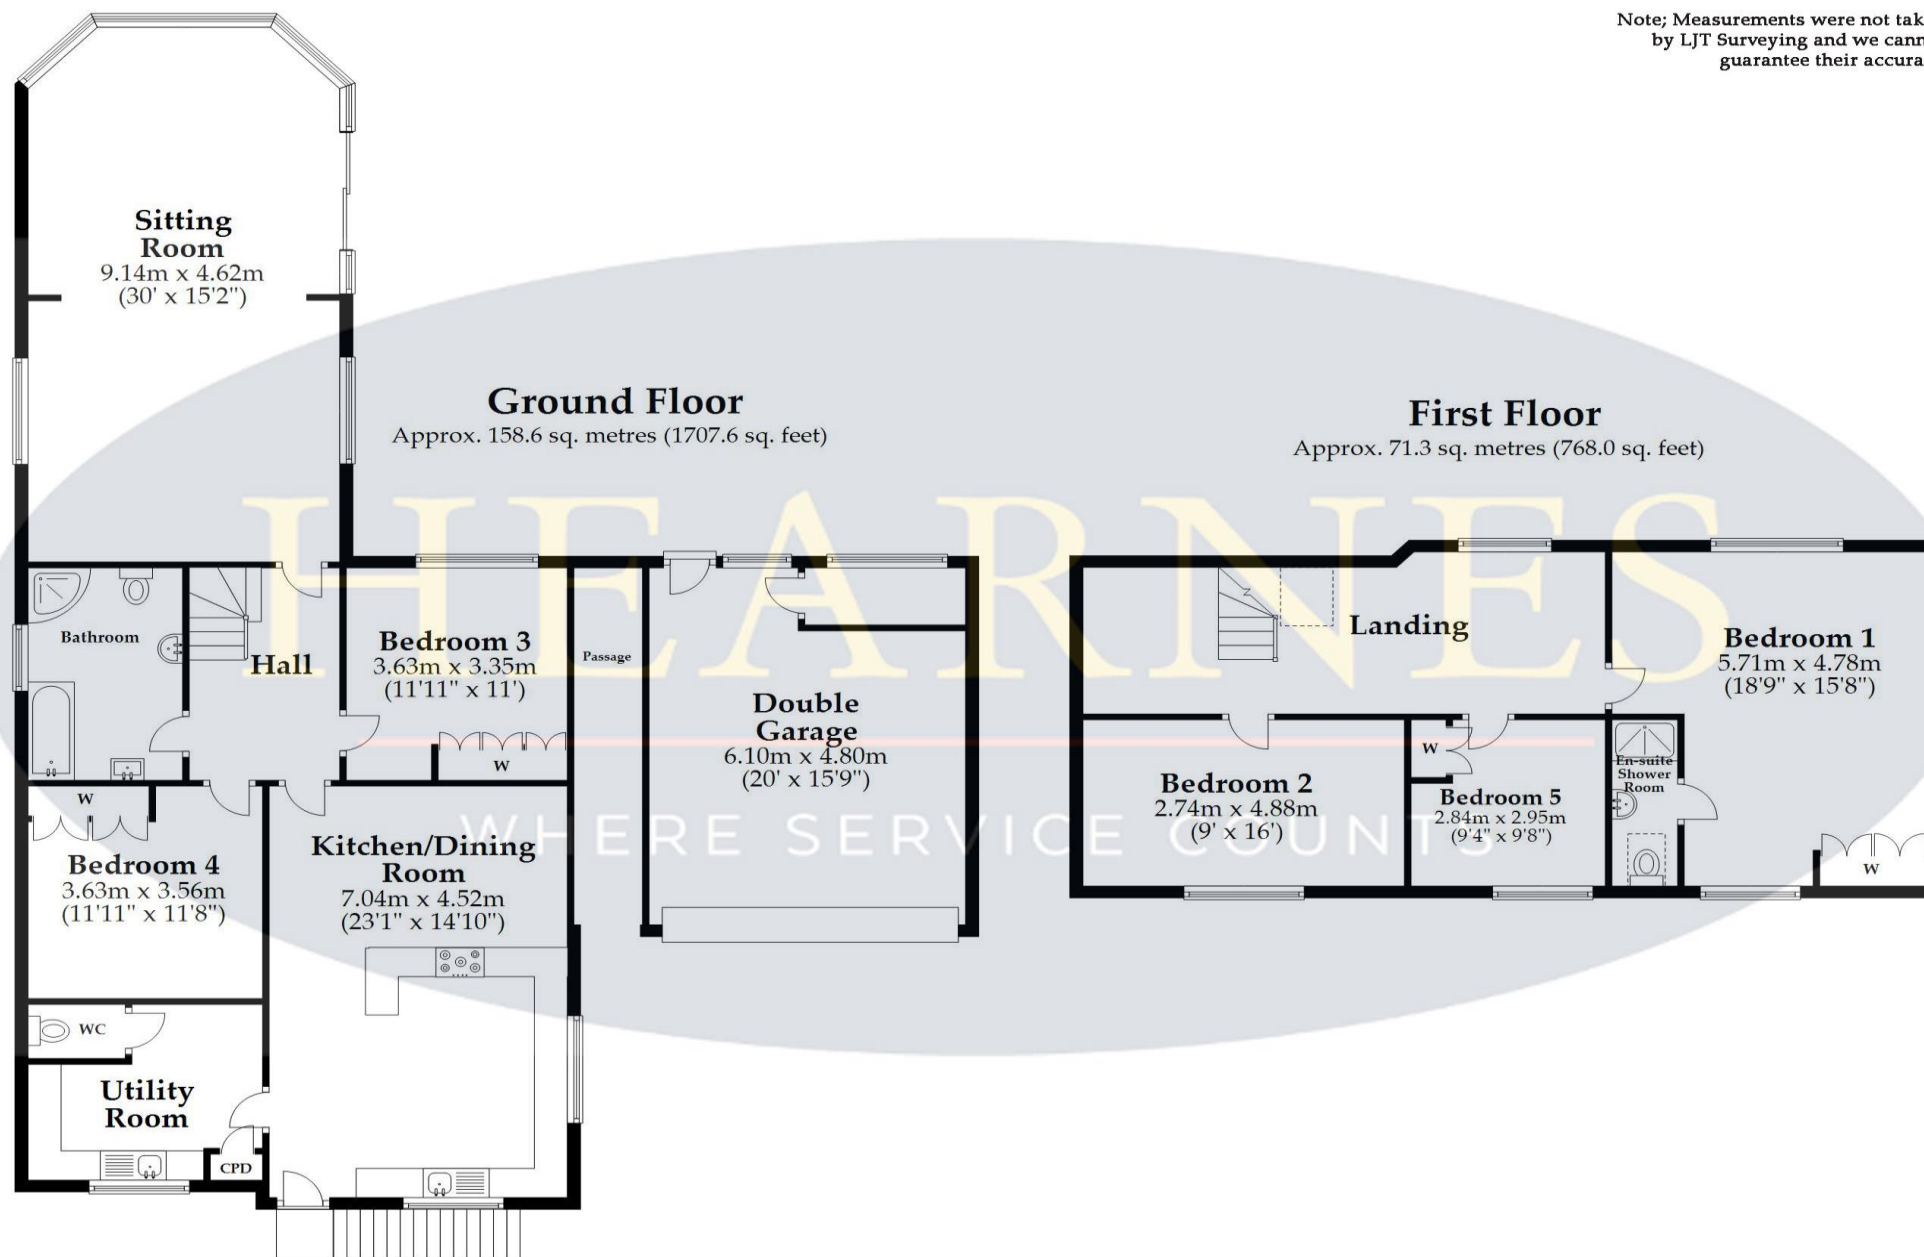 Note; Measurements were not tak
by LJT Surveying and we cann
guarantee their accura
Sitting
Room
9.14m x 4.62m
(30' x 15'2")
Ground Floor
Approx. 158.6 sq. metres (1707.6 sq. feet)
First Floor
Approx. 71.3 sq. metres (768.0 sq. feet)
HEARNES
WHERE SERVICE COUNTS
Bathroom
Hall
Bedroom 3
3.63m x 3.35m
(11'11" x 11')
W
Passage
Double
Garage
6.10m x 4.80m
(20' x 15'9")
Landing
Bedroom 1
5.71m x 4.78m
(18'9" x 15'8")
W
Bedroom 4
3.63m x 3.56m
(11'11" x 11'8")
Kitchen/Dining
Room
7.04m x 4.52m
(23'1" x 14'10")
Bedroom 2
2.74m x 4.88m
(9' x 16')
W
Bedroom 5
2.84m x 2.95m
(9'4" x 9'8")
En-suite
Shower
Room
W
WC
Utility
Room
CPD